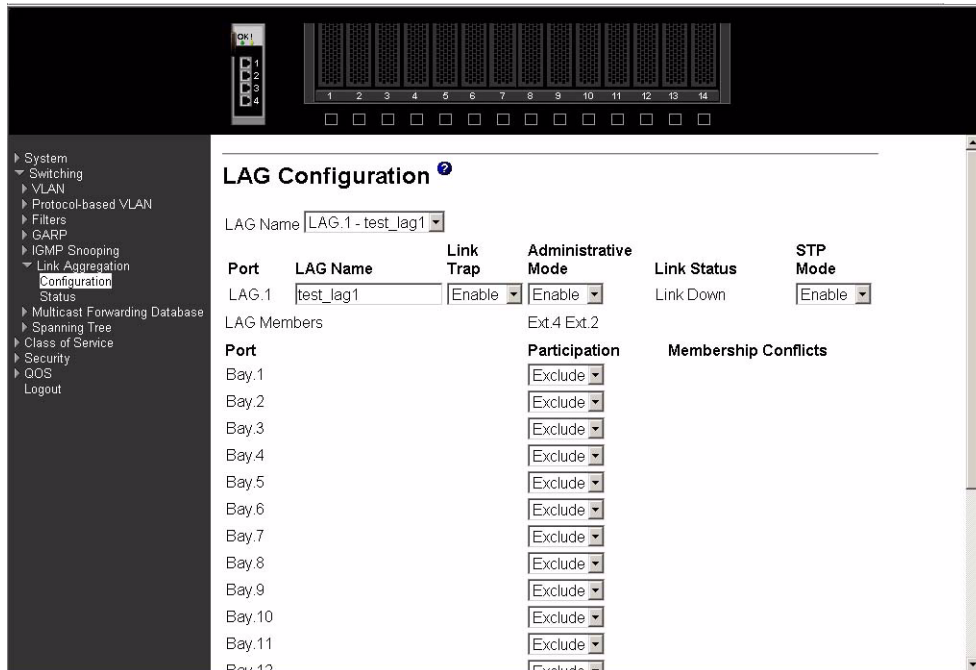 OK!
1
2
3
4
1 2 3 4 5 6 7 8 9 10 11 12 13 14
System
Switching
VLAN
Protocol-based VLAN
Filters
GARP
IGMP Snooping
Link Aggregation
Configuration
Status
Multicast Forwarding Database
Spanning Tree
Class of Service
Security
QOS
Logout
LAG Configuration ?
LAG Name LAG.1 - test_lag1
Port LAG Name Link Trap Administrative Mode Link Status STP Mode
LAG.1 test_lag1 Enable Enable Link Down Enable
LAG Members Ext.4 Ext.2
Port Participation Membership Conflicts
Bay.1 Exclude
Bay.2 Exclude
Bay.3 Exclude
Bay.4 Exclude
Bay.5 Exclude
Bay.6 Exclude
Bay.7 Exclude
Bay.8 Exclude
Bay.9 Exclude
Bay.10 Exclude
Bay.11 Exclude
Bay.12 Exclude